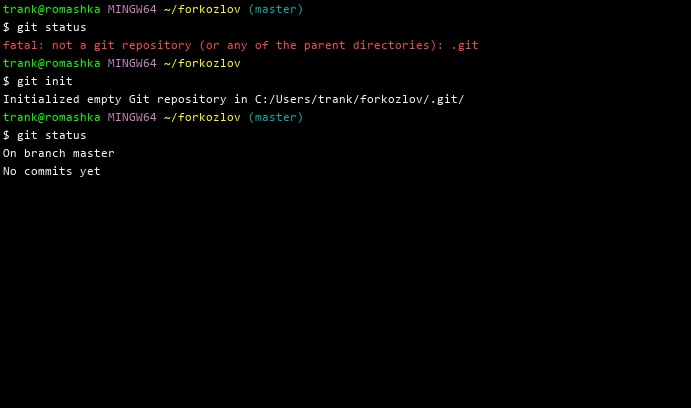 trank@romashka MINGW64 ~/forkozlov (master)
$ git status
fatal: not a git repository (or any of the parent directories): .git
trank@romashka MINGW64 ~/forkozlov
$ git init
Initialized empty Git repository in C:/Users/trank/forkozlov/.git/
trank@romashka MINGW64 ~/forkozlov (master)
$ git status
On branch master
No commits yet